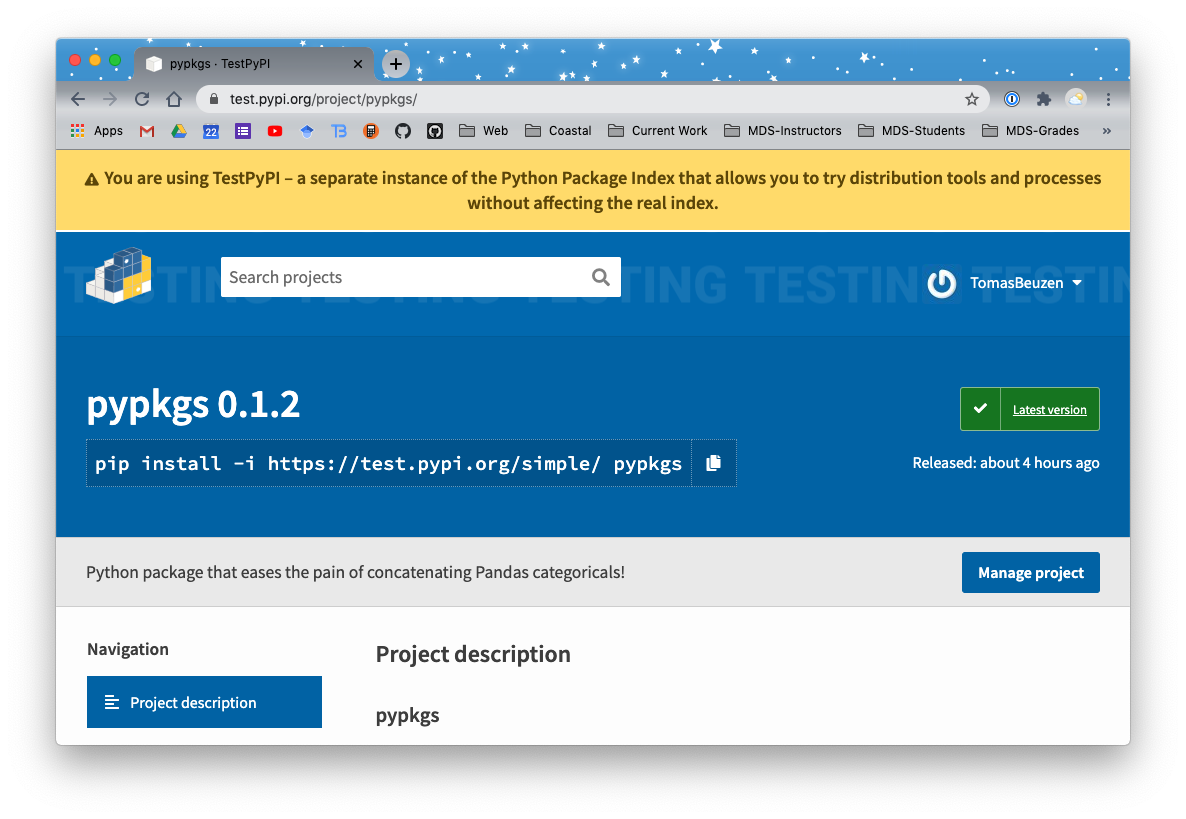 pypkgs · TestPyPI
test.pypi.org/project/pypkgs/
Apps 22 TB Web Coastal Current Work MDS-Instructors MDS-Students MDS-Grades »
You are using TestPyPI – a separate instance of the Python Package Index that allows you to try distribution tools and processes
without affecting the real index.
TESTING TESTING TESTING TESTING TESTIN
Search projects
TomasBeuzen
pypkgs 0.1.2
Latest version
pip install -i https://test.pypi.org/simple/ pypkgs
Released: about 4 hours ago
Python package that eases the pain of concatenating Pandas categoricals!
Manage project
Navigation
Project description
Project description
pypkgs